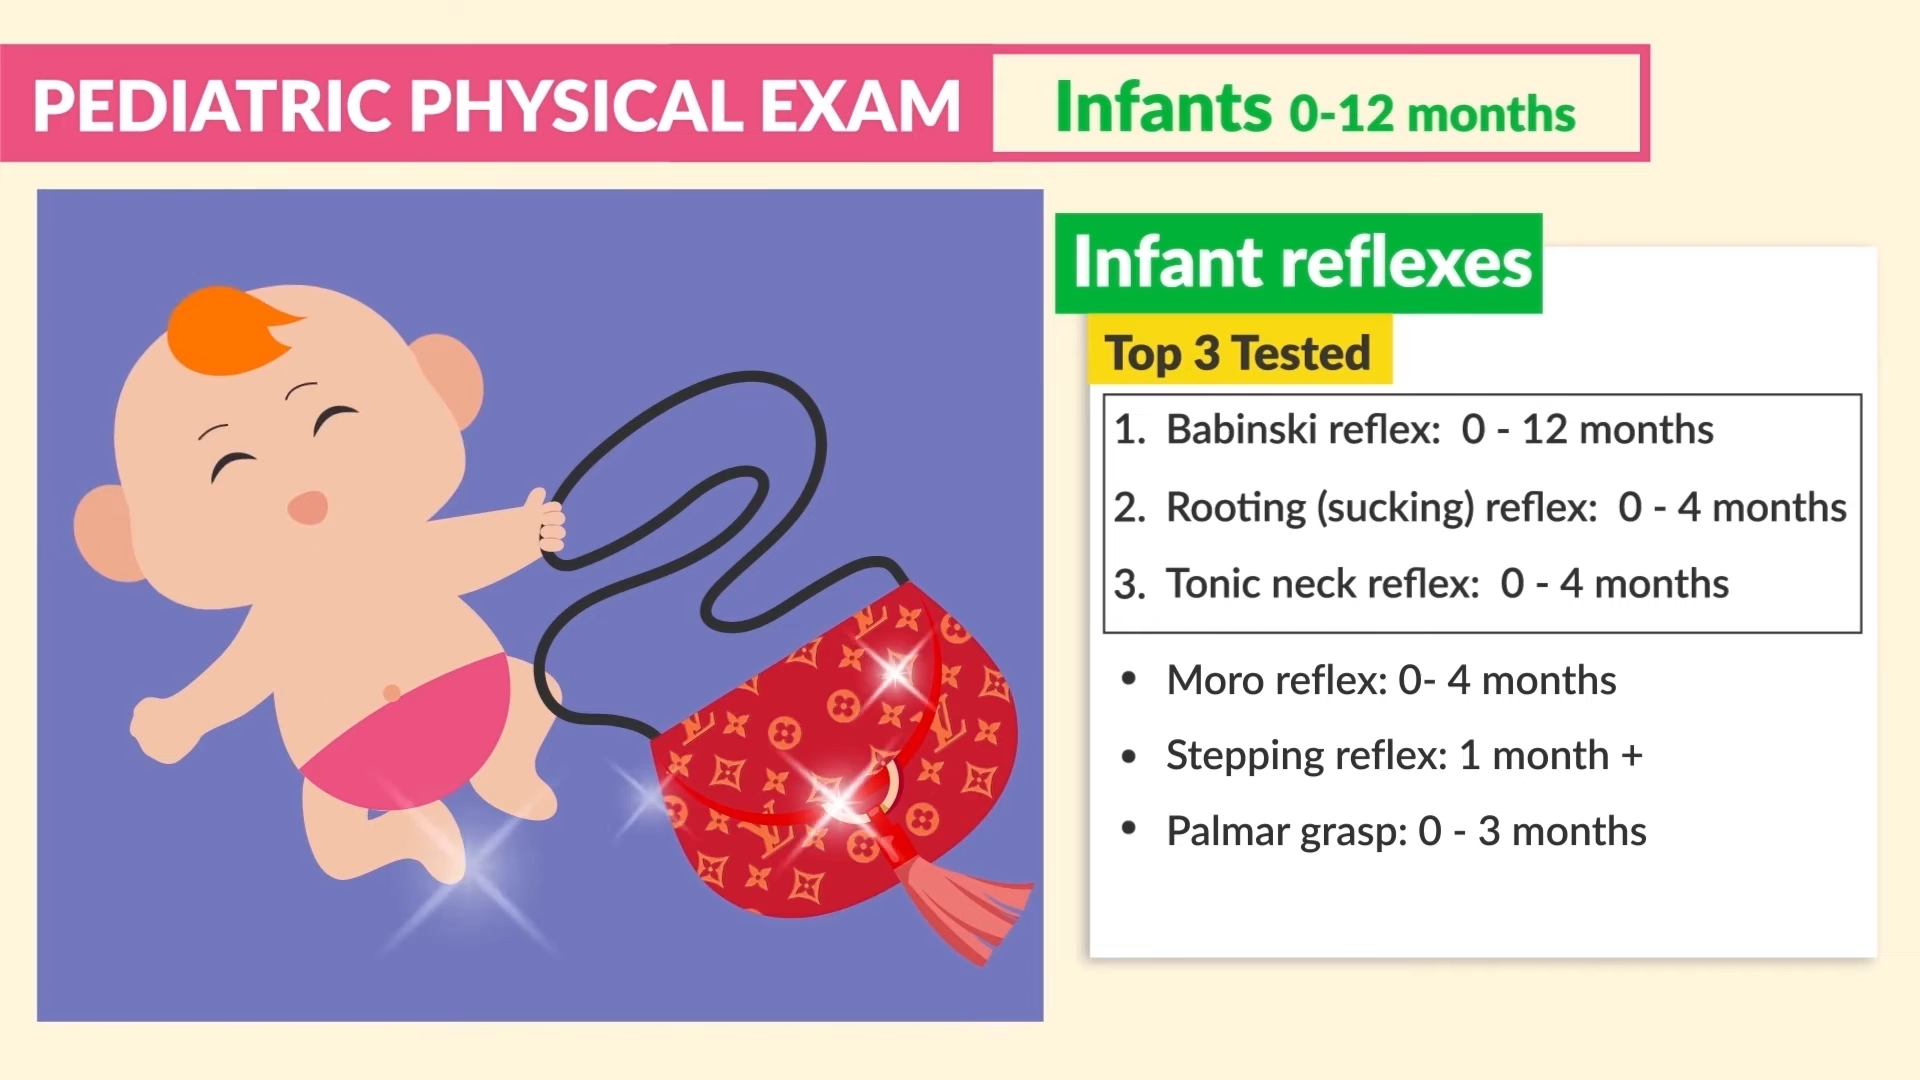 PEDIATRIC PHYSICAL EXAM
Infants 0-12 months
Infant reflexes
Top 3 Tested
1. Babinski reflex: 0 - 12 months
2. Rooting (sucking) reflex: 0 - 4 months
3. Tonic neck reflex: 0 - 4 months
• Moro reflex: 0- 4 months
• Stepping reflex: 1 month +
• Palmar grasp: 0 - 3 months